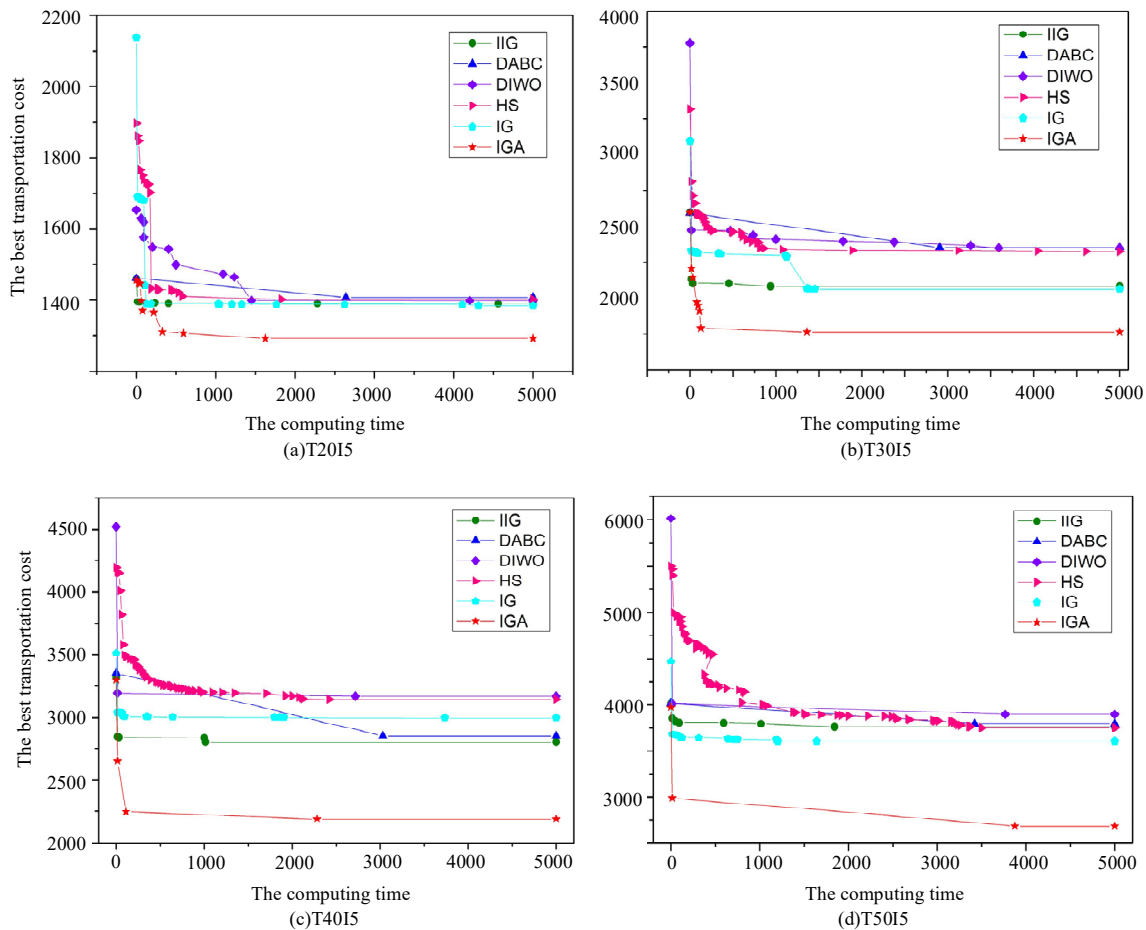 2200
2000
1800
1600
1400
The best transportation cost
IIG
DABC
DIWO
HS
IG
IGA
0 1000 2000 3000 4000 5000
The computing time
(a)T20I5
4000
3500
3000
2500
2000
IIG
DABC
DIWO
HS
IG
IGA
0 1000 2000 3000 4000 5000
The computing time
(b)T30I5
4500
4000
3500
3000
2500
2000
The best transportation cost
IIG
DABC
DIWO
HS
IG
IGA
0 1000 2000 3000 4000 5000
The computing time
(c)T40I5
6000
5000
4000
3000
IIG
DABC
DIWO
HS
IG
IGA
0 1000 2000 3000 4000 5000
The computing time
(d)T50I5